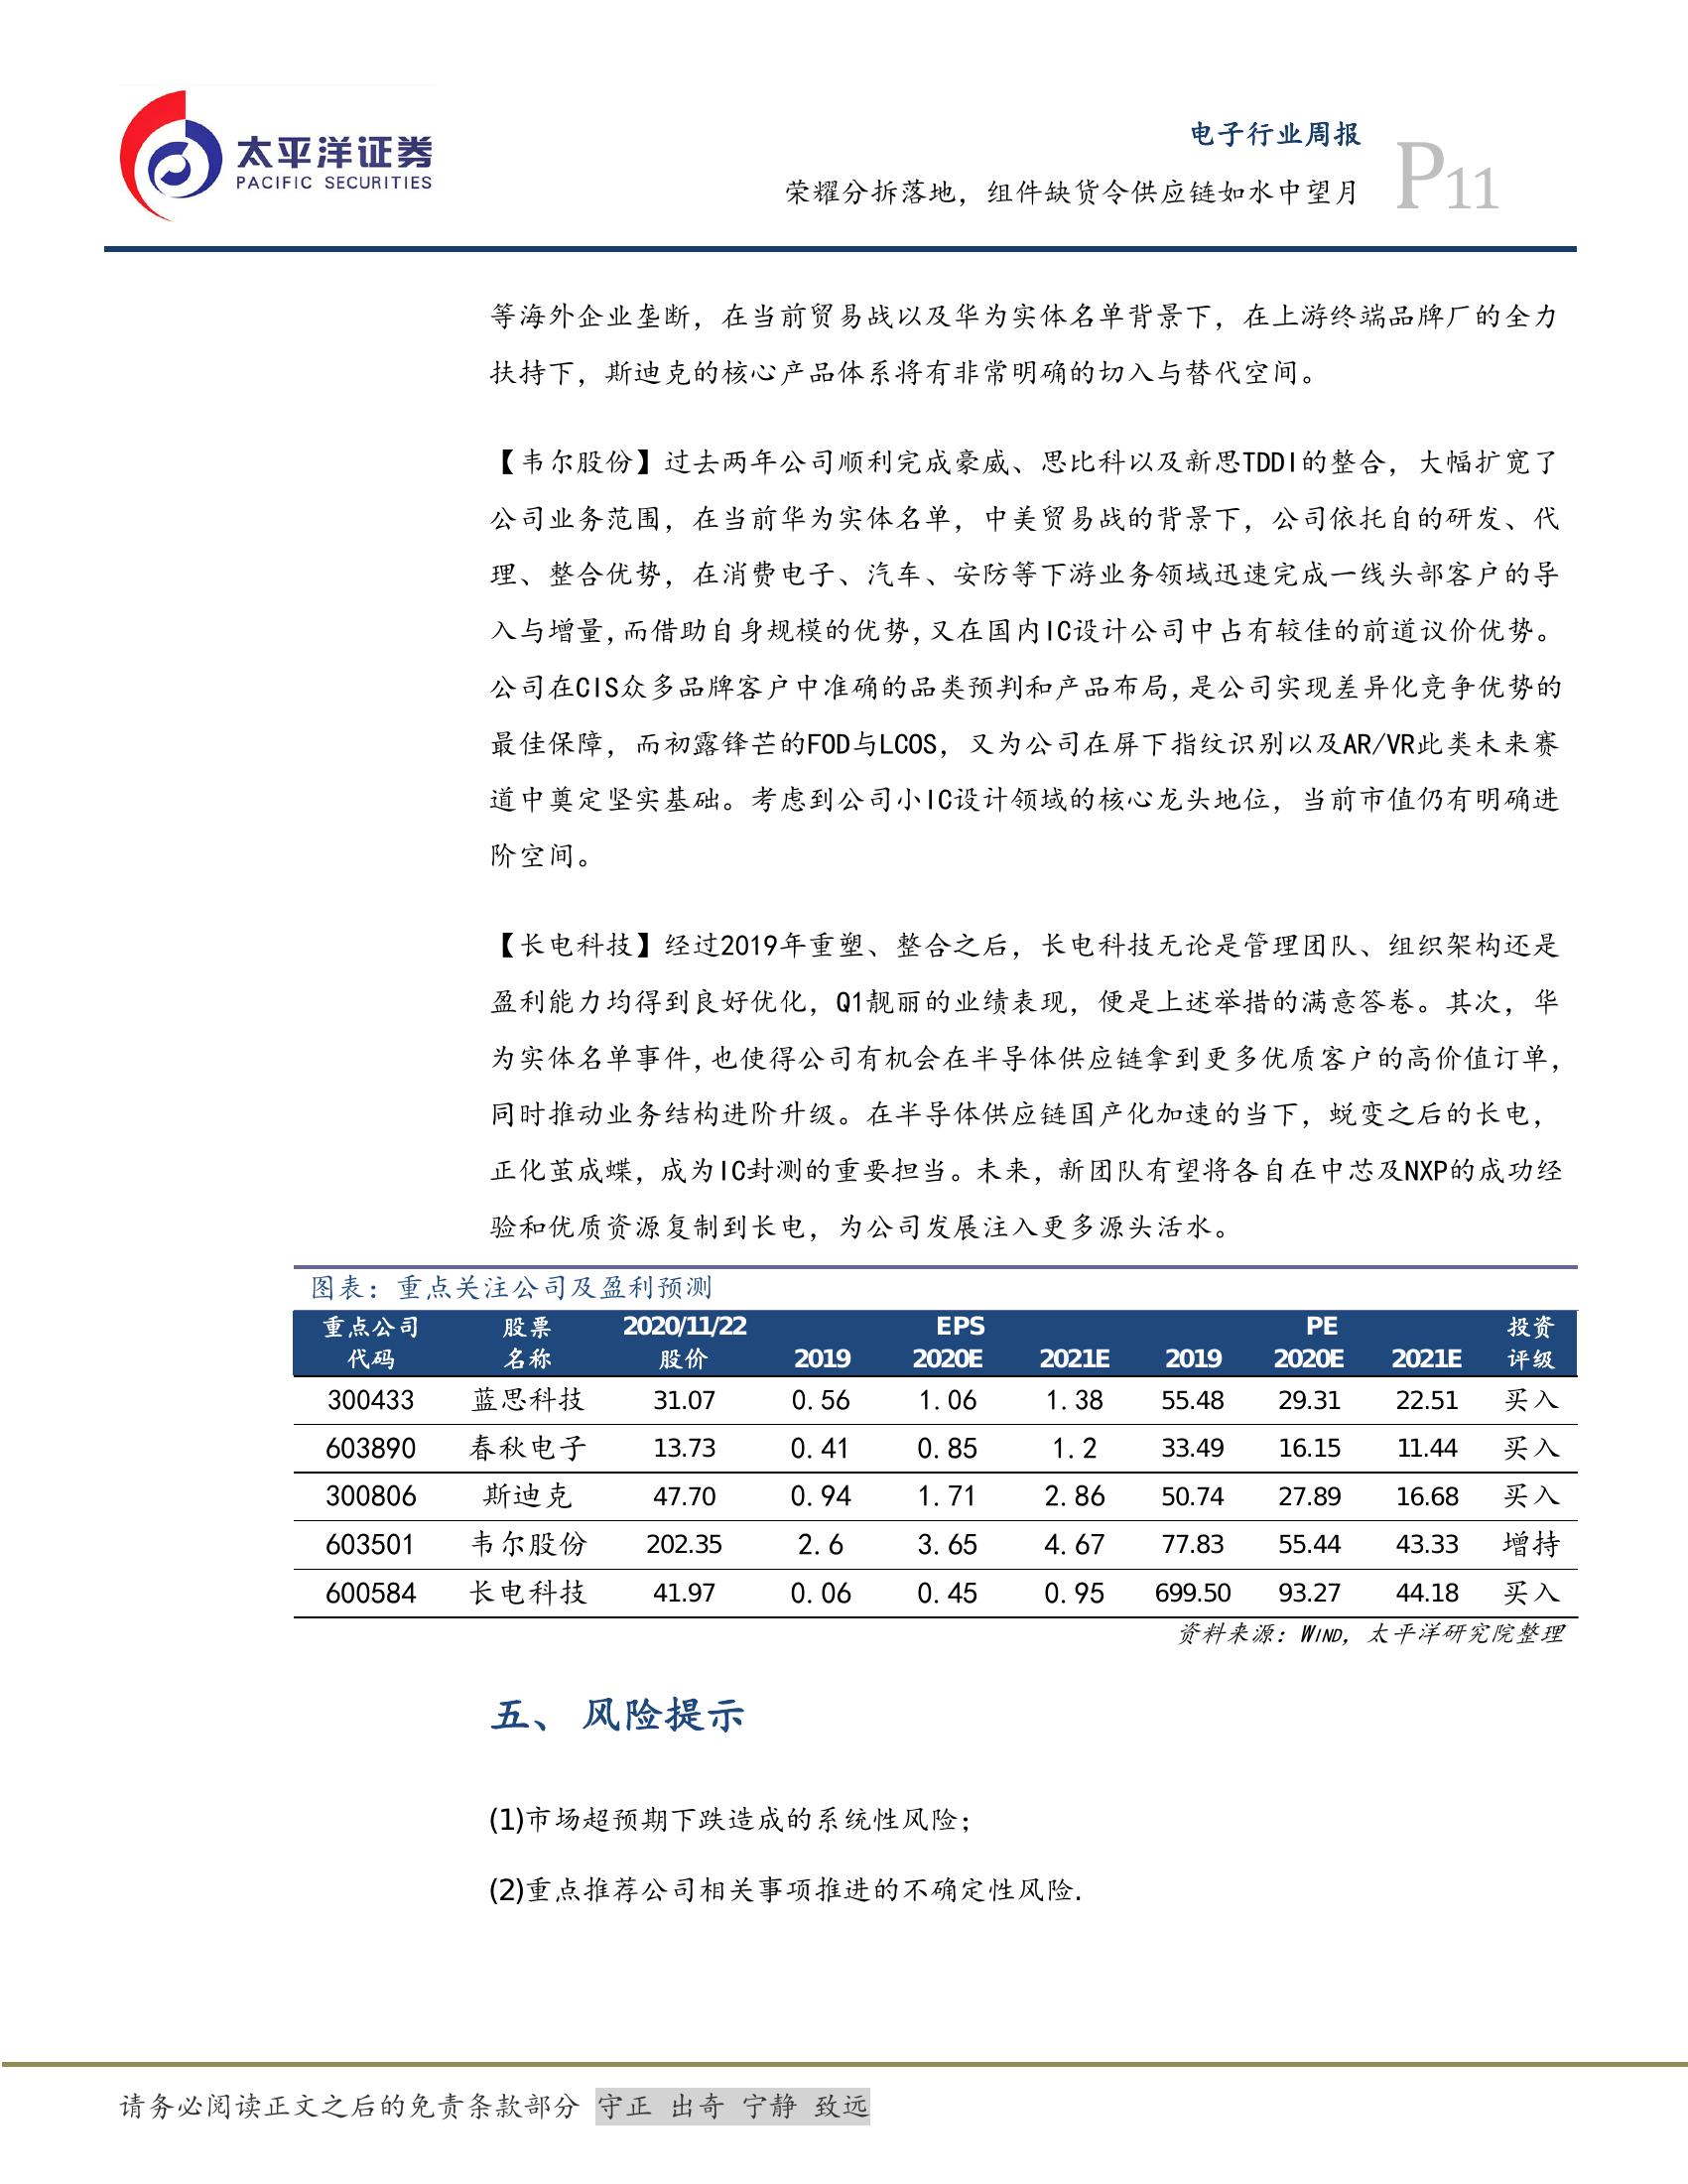 太平洋证券
PACIFIC SECURITIES
电子行业周报
荣耀分拆落地，组件缺货令供应链如水中望月
P11
等海外企业垄断，在当前贸易战以及华为实体名单背景下，在上游终端品牌厂的全力
扶持下，斯迪克的核心产品体系将有非常明确的切入与替代空间。
【韦尔股份】过去两年公司顺利完成豪威、思比科以及新思TDDI的整合，大幅扩宽了
公司业务范围，在当前华为实体名单，中美贸易战的背景下，公司依托自的研发、代
理、整合优势，在消费电子、汽车、安防等下游业务领域迅速完成一线头部客户的导
入与增量,而借助自身规模的优势,又在国内IC设计公司中占有较佳的前道议价优势。
公司在CIS众多品牌客户中准确的品类预判和产品布局,是公司实现差异化竞争优势的
最佳保障，而初露锋芒的FOD与LCOS，又为公司在屏下指纹识别以及AR/VR此类未来赛
道中奠定坚实基础。考虑到公司小IC设计领域的核心龙头地位，当前市值仍有明确进
阶空间。
【长电科技】经过2019年重塑、整合之后，长电科技无论是管理团队、组织架构还是
盈利能力均得到良好优化，Q1靓丽的业绩表现，便是上述举措的满意答卷。其次，华
为实体名单事件,也使得公司有机会在半导体供应链拿到更多优质客户的高价值订单,
同时推动业务结构进阶升级。在半导体供应链国产化加速的当下，蜕变之后的长电，
正化茧成蝶，成为IC封测的重要担当。未来，新团队有望将各自在中芯及NXP的成功经
验和优质资源复制到长电，为公司发展注入更多源头活水。
图表：重点关注公司及盈利预测
重点公司 股票 2020/11/22 EPS PE 投资
代码 名称 股价 2019 2020E 2021E 2019 2020E 2021E 评级
300433 蓝思科技 31.07 0.56 1.06 1.38 55.48 29.31 22.51 买入
603890 春秋电子 13.73 0.41 0.85 1.2 33.49 16.15 11.44 买入
300806 斯迪克 47.70 0.94 1.71 2.86 50.74 27.89 16.68 买入
603501 韦尔股份 202.35 2.6 3.65 4.67 77.83 55.44 43.33 增持
600584 长电科技 41.97 0.06 0.45 0.95 699.50 93.27 44.18 买入
资料来源：WIND，太平洋研究院整理
五、 风险提示
(1)市场超预期下跌造成的系统性风险；
(2)重点推荐公司相关事项推进的不确定性风险.
请务必阅读正文之后的免责条款部分 守正 出奇 宁静 致远